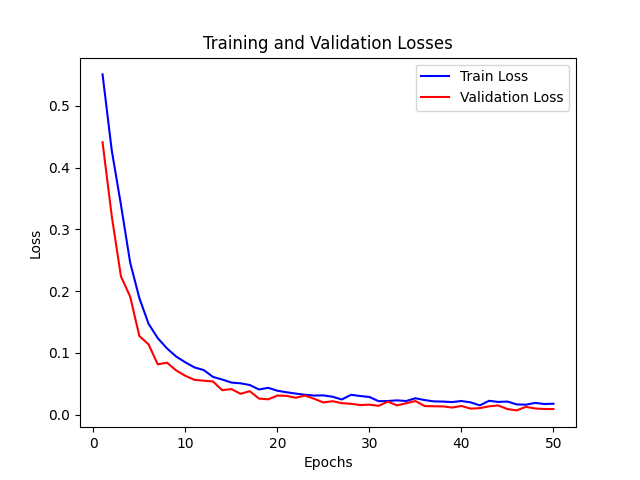 Training and Validation Losses
Train Loss
Validation Loss
Loss
0.5
0.4
0.3
0.2
0.1
0.0
0 10 20 30 40 50
Epochs